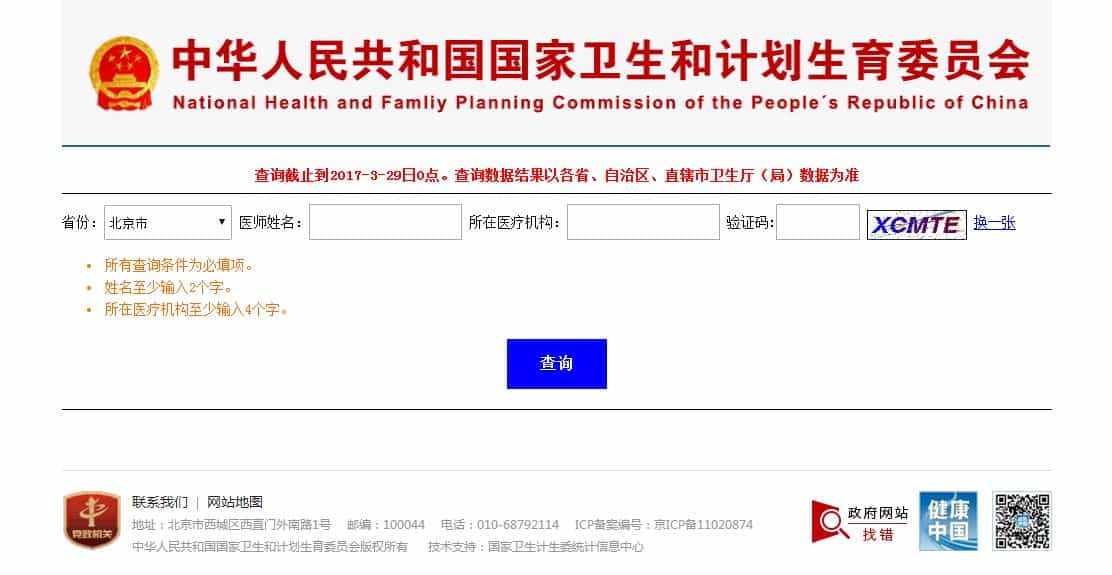 中华人民共和国国家卫生和计划生育委员会
National Health and Famliy Planning Commission of the People´s Republic of China
查询截止到2017-3-29日0点。查询数据结果以各省、自治区、直辖市卫生厅（局）数据为准
省份： 北京市 医师姓名： 所在医疗机构： 验证码: XCMTE 换一张
所有查询条件为必填项。
姓名至少输入2个字。
所在医疗机构至少输入4个字。
查询
联系我们 | 网站地图
地址：北京市西城区西直门外南路1号 邮编：100044 电话：010-68792114 ICP备案编号：京ICP备11020874
中华人民共和国国家卫生和计划生育委员会版权所有 技术支持：国家卫生计生委统计信息中心
党政机关
政府网站
找错
健康
中国